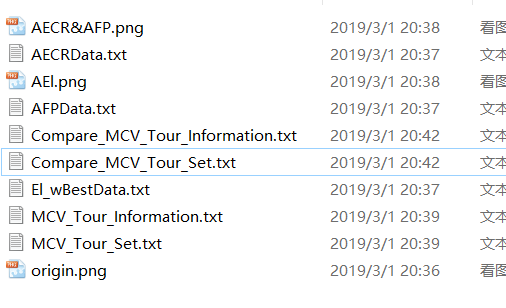 AECR&AFP.png 2019/3/1 20:38 看图
AECRData.txt 2019/3/1 20:37 文本
AEl.png 2019/3/1 20:38 看图
AFPData.txt 2019/3/1 20:37 文本
Compare_MCV_Tour_Information.txt 2019/3/1 20:42 文本
Compare_MCV_Tour_Set.txt 2019/3/1 20:42 文本
El_wBestData.txt 2019/3/1 20:37 文本
MCV_Tour_Information.txt 2019/3/1 20:39 文本
MCV_Tour_Set.txt 2019/3/1 20:39 文本
origin.png 2019/3/1 20:36 看图